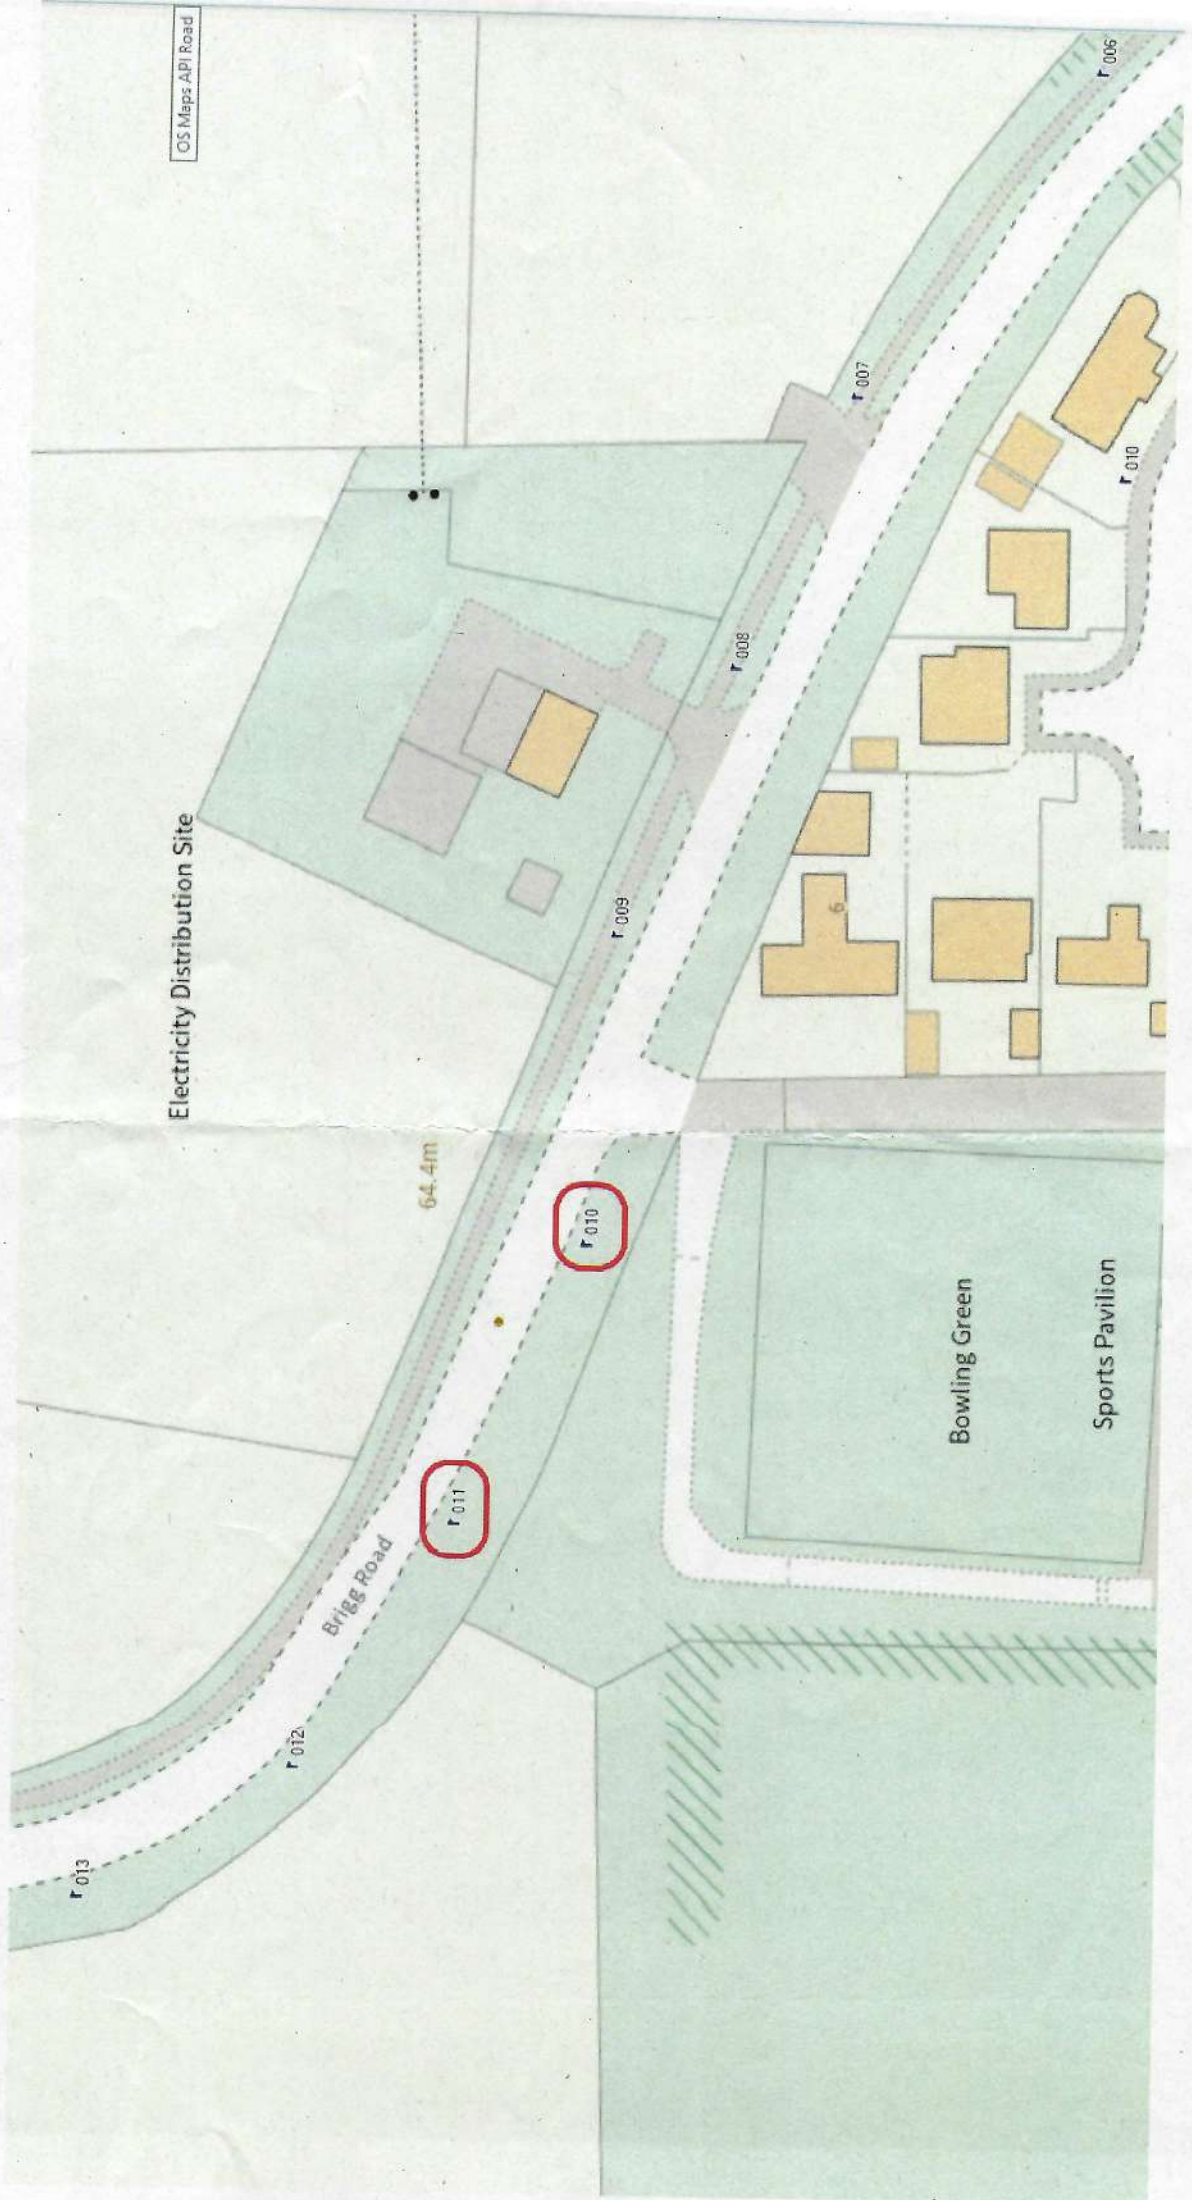 OS Maps API Road
Electricity Distribution Site
64.4m
Brigg Road
r 013
r 012
r 011
r 010
r 009
r 008
r 007
r 006
r 010
6
Bowling Green
Sports Pavilion